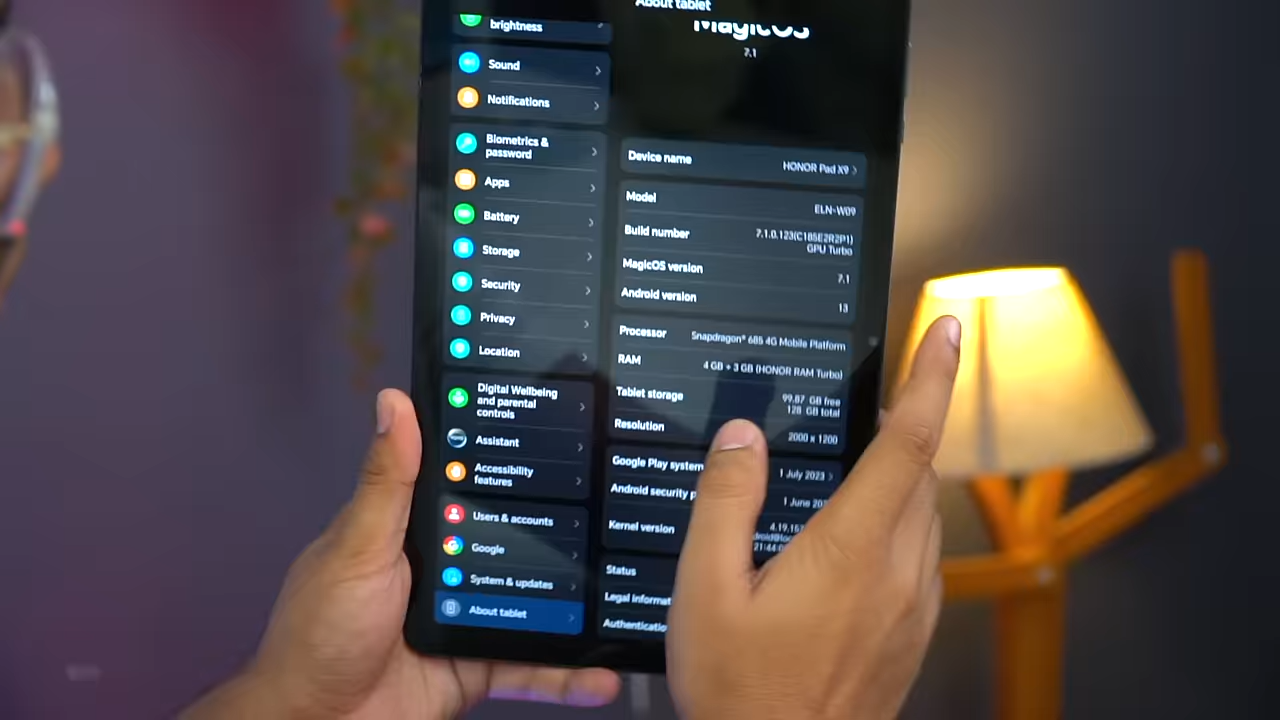 About tablet
MagicOS
7.1
brightness
Sound
Notifications
Biometrics &
password
Apps
Battery
Storage
Security
Privacy
Location
Digital Wellbeing
and parental
controls
Assistant
Accessibility
features
Users & accounts
Google
System & updates
About tablet
Device name HONOR Pad X9
Model ELN-W09
Build number 7.1.0.123(C185E2R2P1)
GPU Turbo
MagicOS version 7.1
Android version 13
Processor Snapdragon® 685 4G Mobile Platform
RAM 4 GB + 3 GB (HONOR RAM Turbo)
Tablet storage 99.87 GB free
128 GB total
Resolution 2000 x 1200
Google Play system 1 July 2023
Android security 1 June
Kernel version
Status
Legal